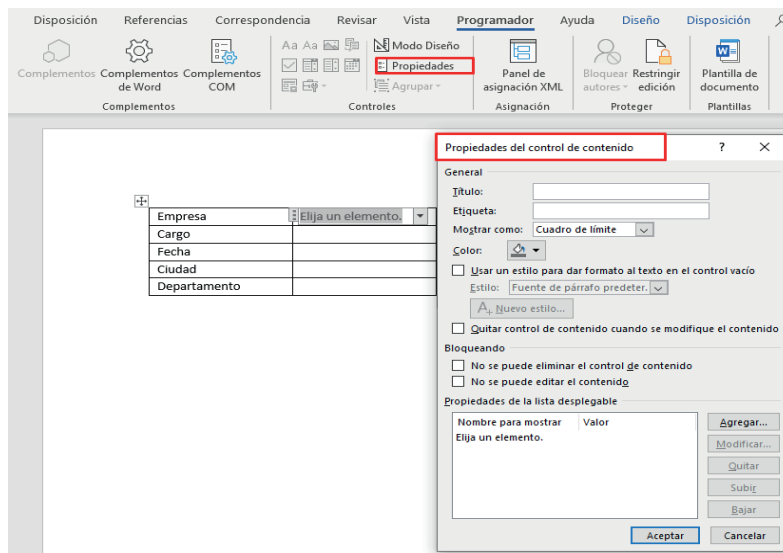 Disposición Referencias Correspondencia Revisar Vista Programador Ayuda Diseño Disposición
Aa Aa Modo Diseño
Propiedades
Agrupar
Complementos Complementos de Word Complementos COM
Panel de asignación XML
Bloquear autores Restringir edición
Plantilla de documento
Complementos Controles Asignación Proteger Plantillas
Propiedades del control de contenido ? X
General
Título:
Etiqueta:
Mostrar como: Cuadro de límite
Color:
Usar un estilo para dar formato al texto en el control vacío
Estilo: Fuente de párrafo predeter.
A+ Nuevo estilo...
Quitar control de contenido cuando se modifique el contenido
Bloqueando
No se puede eliminar el control de contenido
No se puede editar el contenido
Propiedades de la lista desplegable
Nombre para mostrar Valor
Elija un elemento.
Agregar...
Modificar...
Quitar
Subir
Bajar
Aceptar Cancelar
Empresa Elija un elemento.
Cargo
Fecha
Ciudad
Departamento